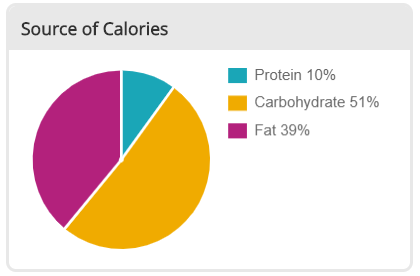 Source of Calories
Protein 10%
Carbohydrate 51%
Fat 39%